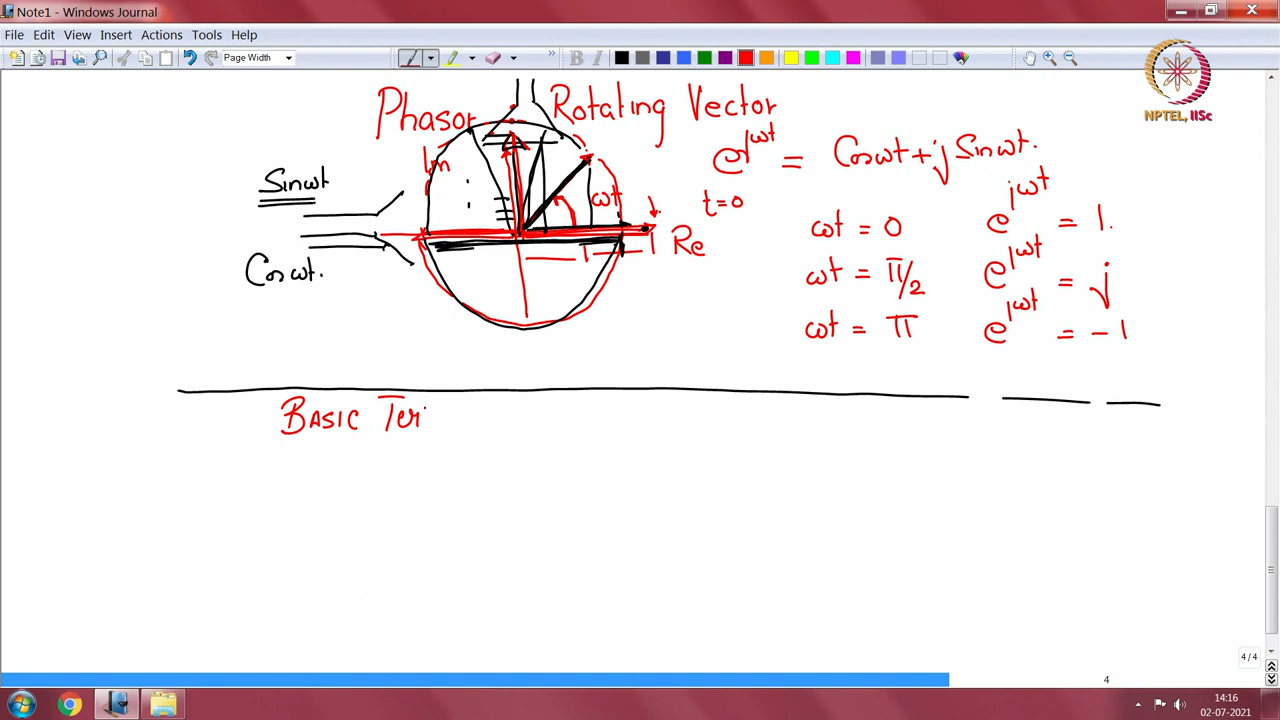 Note1 - Windows Journal
File Edit View Insert Actions Tools Help
Page Width
NPTEL, IISc
Phasor Rotating Vector
Im
e^jωt = Cosωt + j Sinωt.
Sinωt
ωt
t=0
ωt = 0 e^jωt = 1.
1 Re
Cosωt.
ωt = π/2 e^jωt = j
ωt = π e^jωt = -1
BASIC Ter
4/4
4
14:16
02-07-2021